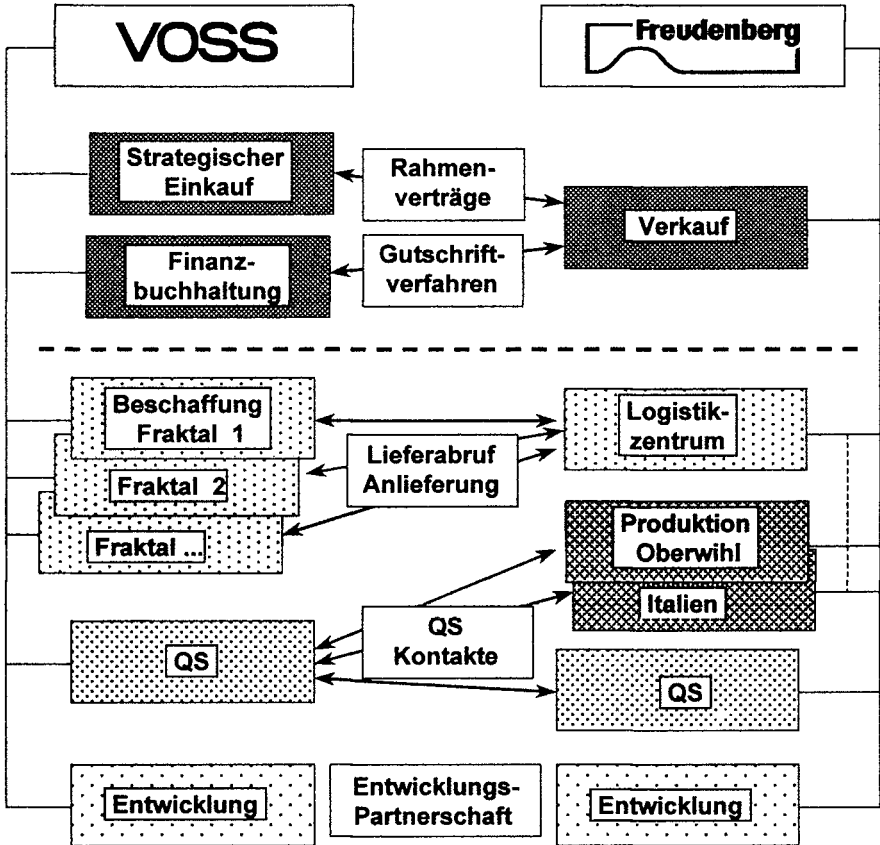 VOSS
Freudenberg
Strategischer
Einkauf
Rahmen-
verträge
Verkauf
Finanz-
buchhaltung
Gutschrift-
verfahren
Beschaffung
Fraktal 1
Logistik-
zentrum
Fraktal 2
Lieferabruf
Anlieferung
Fraktal ...
Produktion
Oberwihl
Italien
QS
QS
Kontakte
QS
Entwicklung
Entwicklungs-
Partnerschaft
Entwicklung